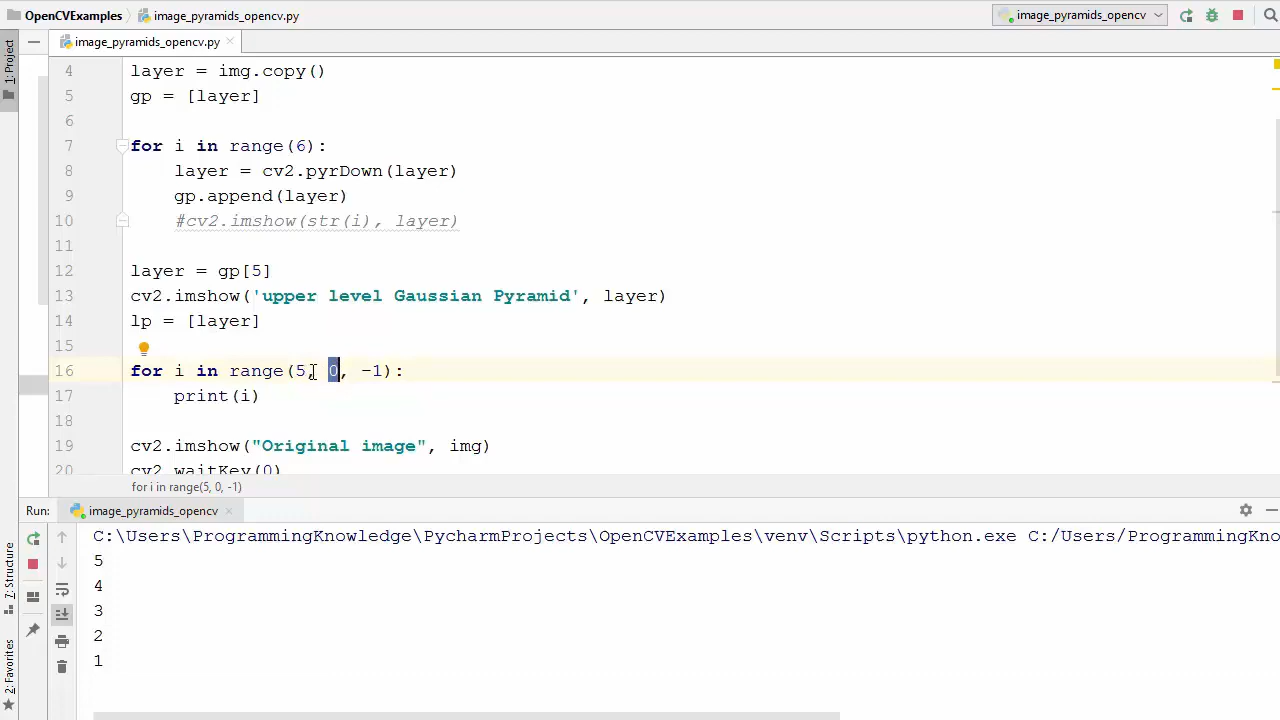 OpenCVExamples image_pyramids_opencv.py image_pyramids_opencv
1: Project
image_pyramids_opencv.py
4 layer = img.copy()
5 gp = [layer]
6
7 for i in range(6):
8 layer = cv2.pyrDown(layer)
9 gp.append(layer)
10 #cv2.imshow(str(i), layer)
11
12 layer = gp[5]
13 cv2.imshow('upper level Gaussian Pyramid', layer)
14 lp = [layer]
15
16 for i in range(5, 0, -1):
17 print(i)
18
19 cv2.imshow("Original image", img)
20 cv2.waitKey(0)
for i in range(5, 0, -1)
Run: image_pyramids_opencv
C:\Users\ProgrammingKnowledge\PycharmProjects\OpenCVExamples\venv\Scripts\python.exe C:/Users/ProgrammingKno
5
4
3
2
1
7: Structure
2: Favorites